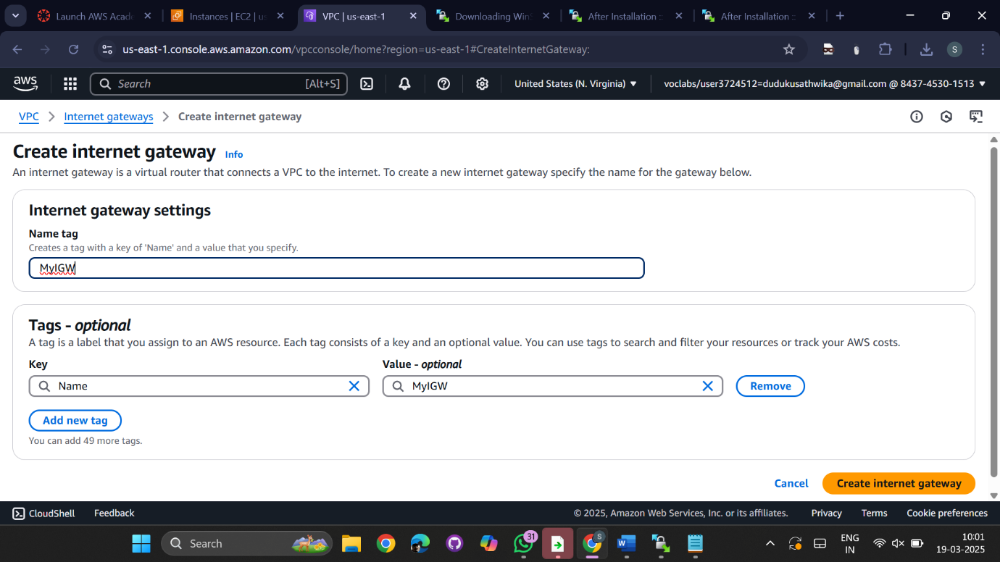 Launch AWS Acad
Instances | EC2 | us
VPC | us-east-1
Downloading WinS
After Installation ::
After Installation ::
us-east-1.console.aws.amazon.com/vpcconsole/home?region=us-east-1#CreateInternetGateway:
S
aws
Search
[Alt+S]
United States (N. Virginia)
voclabs/user3724512=dudukusathwika@gmail.com @ 8437-4530-1513
VPC > Internet gateways > Create internet gateway
Create internet gateway Info
An internet gateway is a virtual router that connects a VPC to the internet. To create a new internet gateway specify the name for the gateway below.
Internet gateway settings
Name tag
Creates a tag with a key of 'Name' and a value that you specify.
MyIGW
Tags - optional
A tag is a label that you assign to an AWS resource. Each tag consists of a key and an optional value. You can use tags to search and filter your resources or track your AWS costs.
Key
Value - optional
Name
MyIGW
Remove
Add new tag
You can add 49 more tags.
Cancel
Create internet gateway
CloudShell
Feedback
© 2025, Amazon Web Services, Inc. or its affiliates.
Privacy
Terms
Cookie preferences
Search
31
S
ENG
IN
10:01
19-03-2025